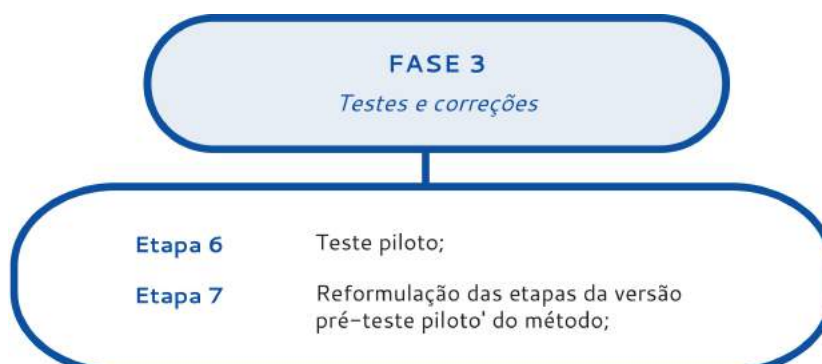 FASE 3
Testes e correções
Etapa 6 Teste piloto;
Etapa 7 Reformulação das etapas da versão
pré-teste piloto' do método;